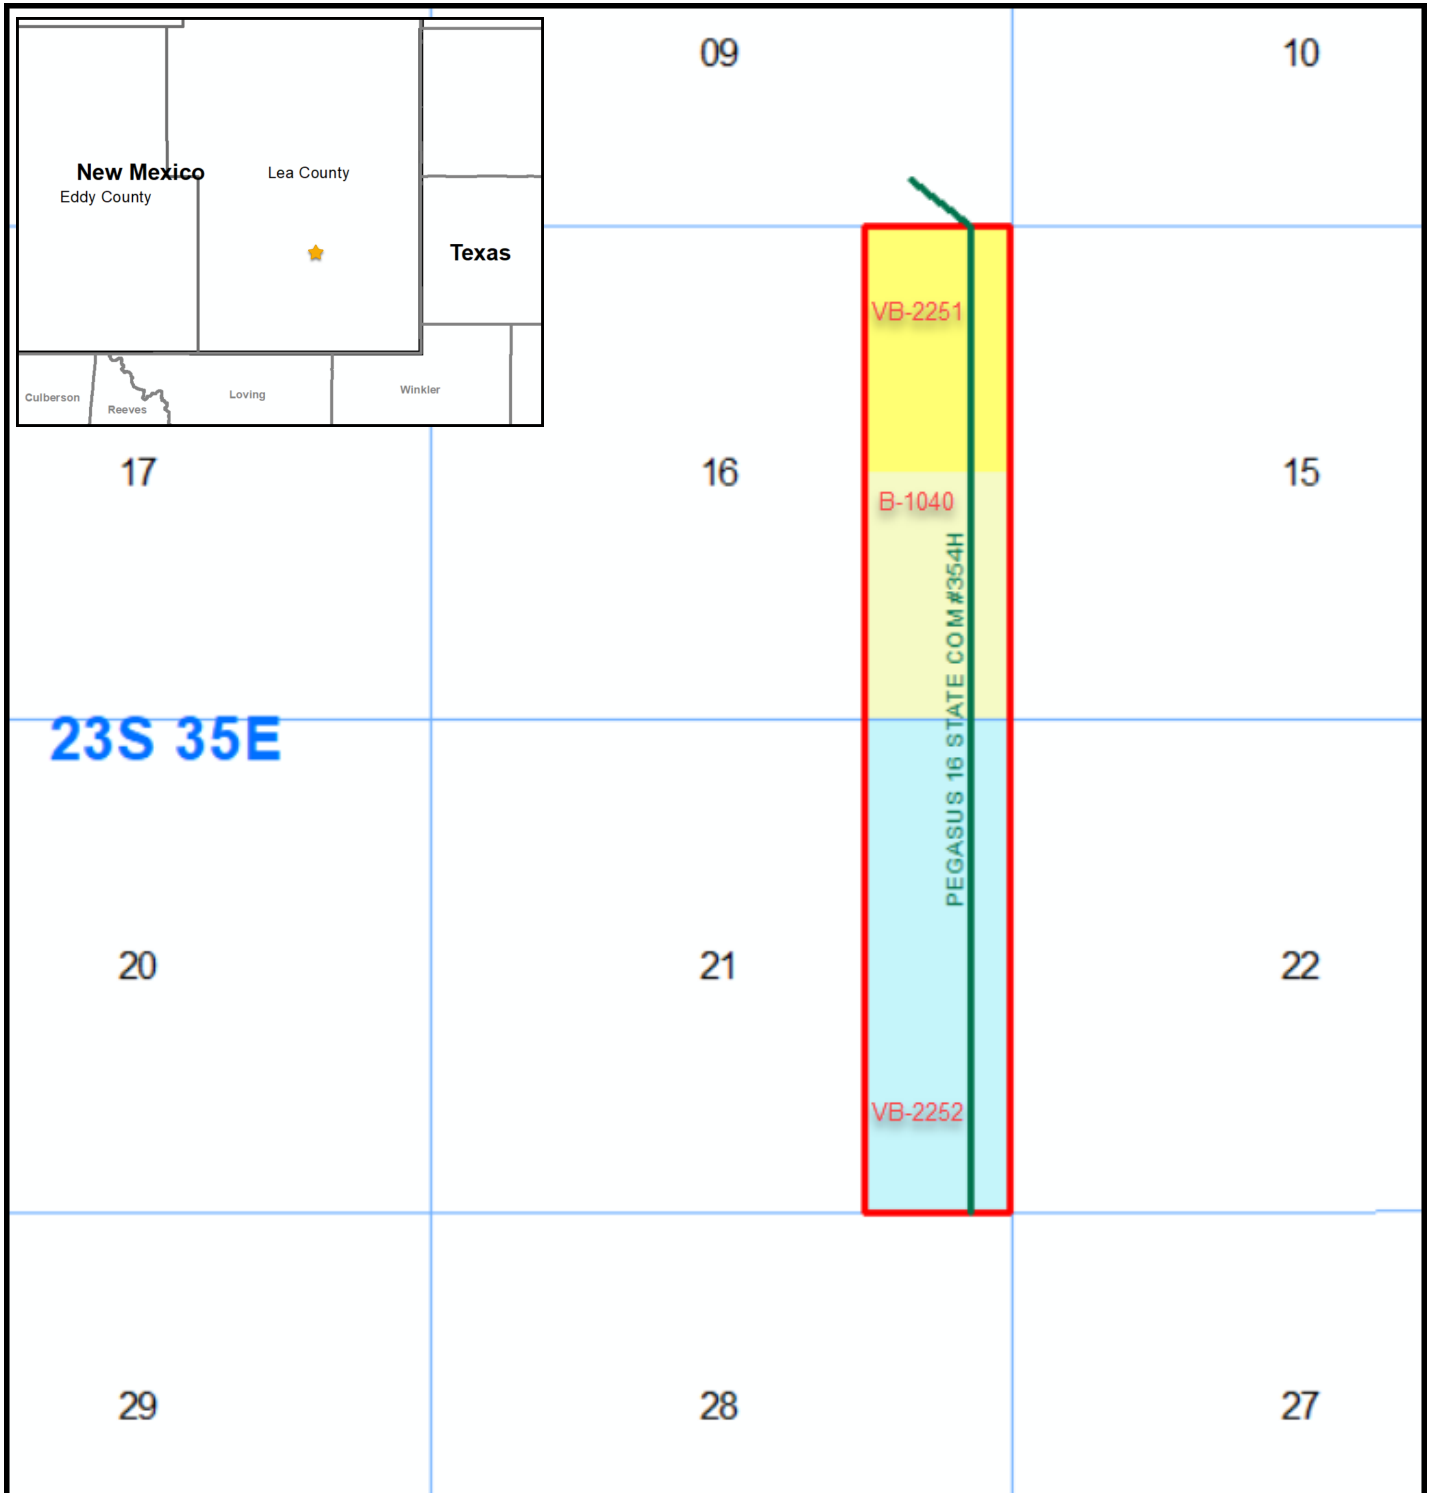 09
10
New Mexico
Lea County
Eddy County
Texas
Culberson
Reeves
Loving
Winkler
VB-2251
17
16
15
B-1040
PEGASUS 16 STATE COM #354H
23S 35E
20
21
22
VB-2252
29
28
27